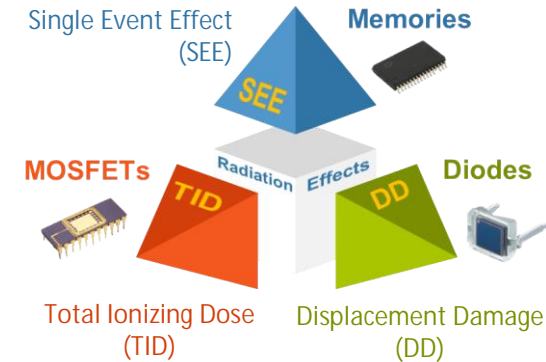 Single Event Effect
(SEE)
Memories
SEE
Radiation
Effects
MOSFETs
TID
DD
Diodes
Total Ionizing Dose
(TID)
Displacement Damage
(DD)